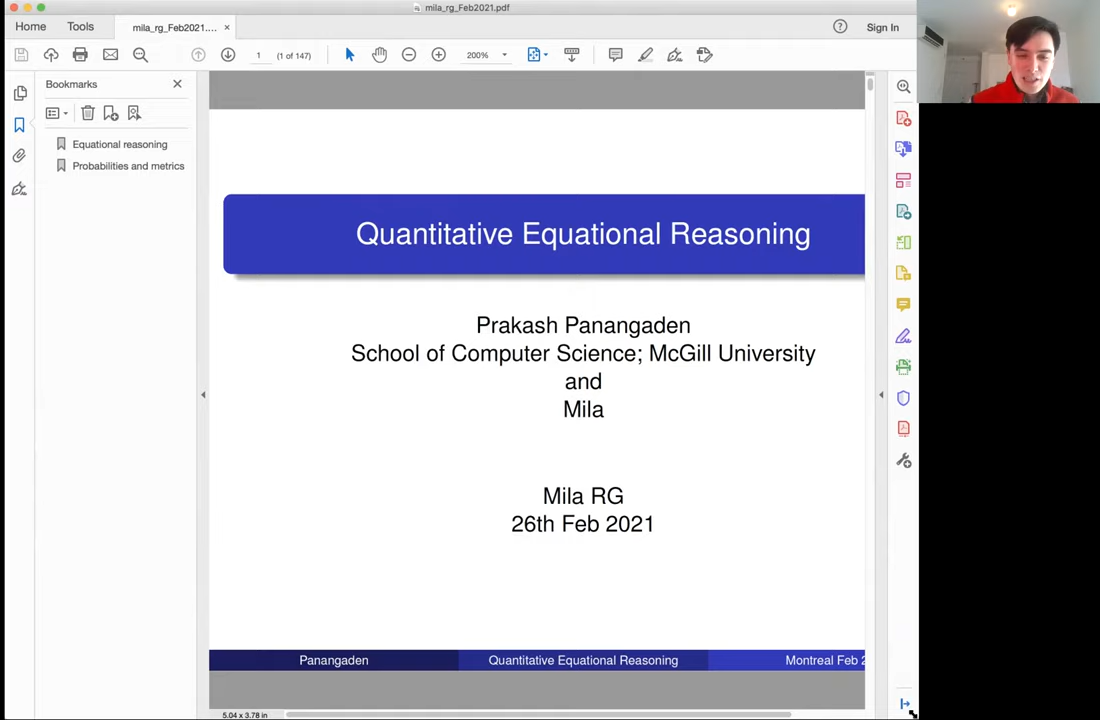 mila_rg_Feb2021.pdf
Home
Tools
mila_rg_Feb2021.... ×
Sign In
1 (1 of 147)
200%
Bookmarks
Equational reasoning
Probabilities and metrics
Quantitative Equational Reasoning
Prakash Panangaden
School of Computer Science; McGill University
and
Mila
Mila RG
26th Feb 2021
Panangaden
Quantitative Equational Reasoning
Montreal Feb 2
5.04 x 3.78 in